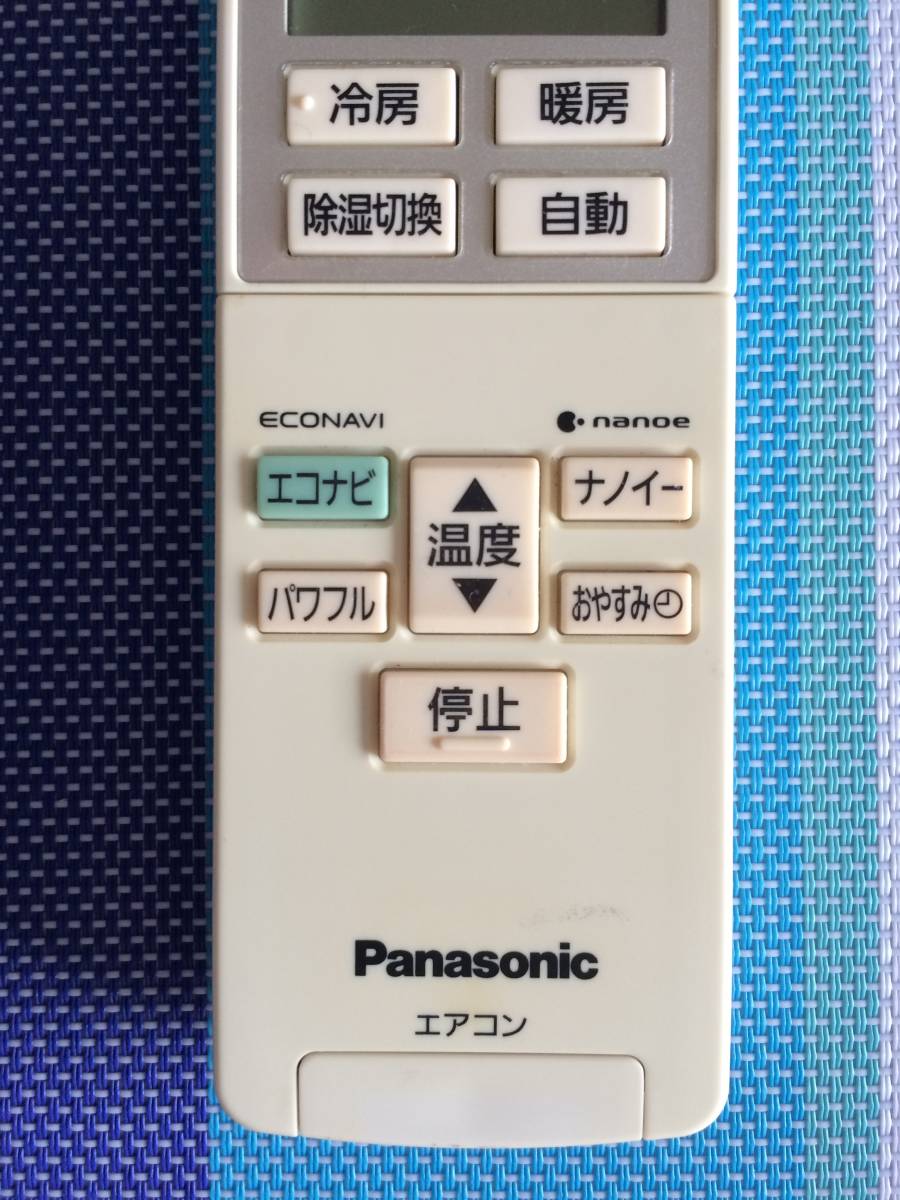 冷房 暖房
除湿切換 自動
ECONAVI nanoe
エコナビ ▲ ナノイー
温度
パワフル ▼ おやすみ
停止
Panasonic
エアコン